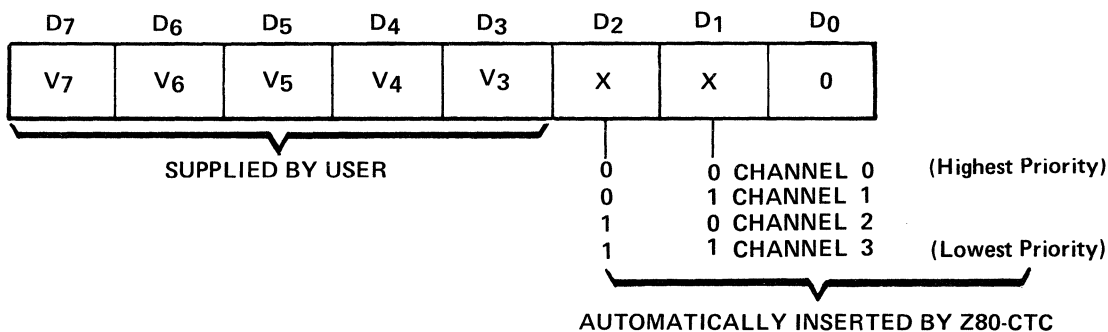 D7 D6 D5 D4 D3 D2 D1 D0
V7 V6 V5 V4 V3 X X 0
SUPPLIED BY USER
0 0 CHANNEL 0 (Highest Priority)
0 1 CHANNEL 1
1 0 CHANNEL 2
1 1 CHANNEL 3 (Lowest Priority)
AUTOMATICALLY INSERTED BY Z80-CTC